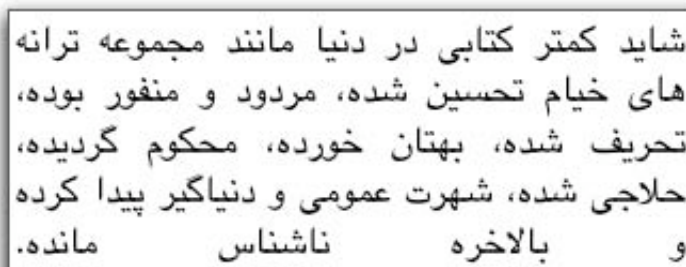 شاید کمتر کتابی در دنیا مانند مجموعه ترانه
های خیام تحسین شده، مردود و منفور بوده،
تحریف شده، بهتان خورده، محکوم گردیده،
حلاجی شده، شهرت عمومی و دنیاگیر پیدا کرده
و بالاخره ناشناس مانده.